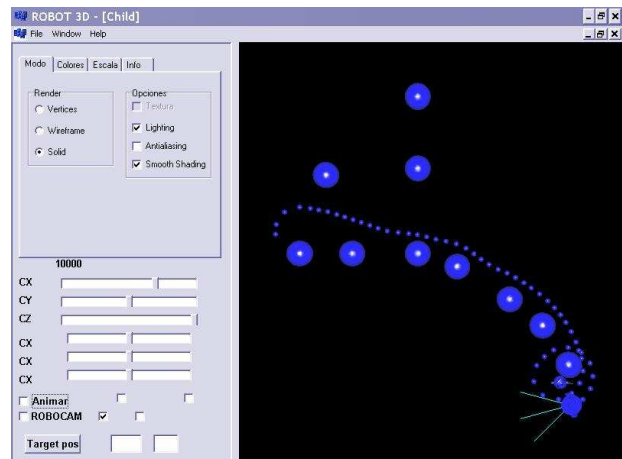 ROBOT 3D - [Child]
File Window Help
Modo Colores Escala Info
Render
Vertices
Wireframe
Solid
Opciones
Textura
Lighting
Antialiasing
Smooth Shading
10000
CX
CY
CZ
CX
CX
CX
Animar
ROBOCAM
Target pos